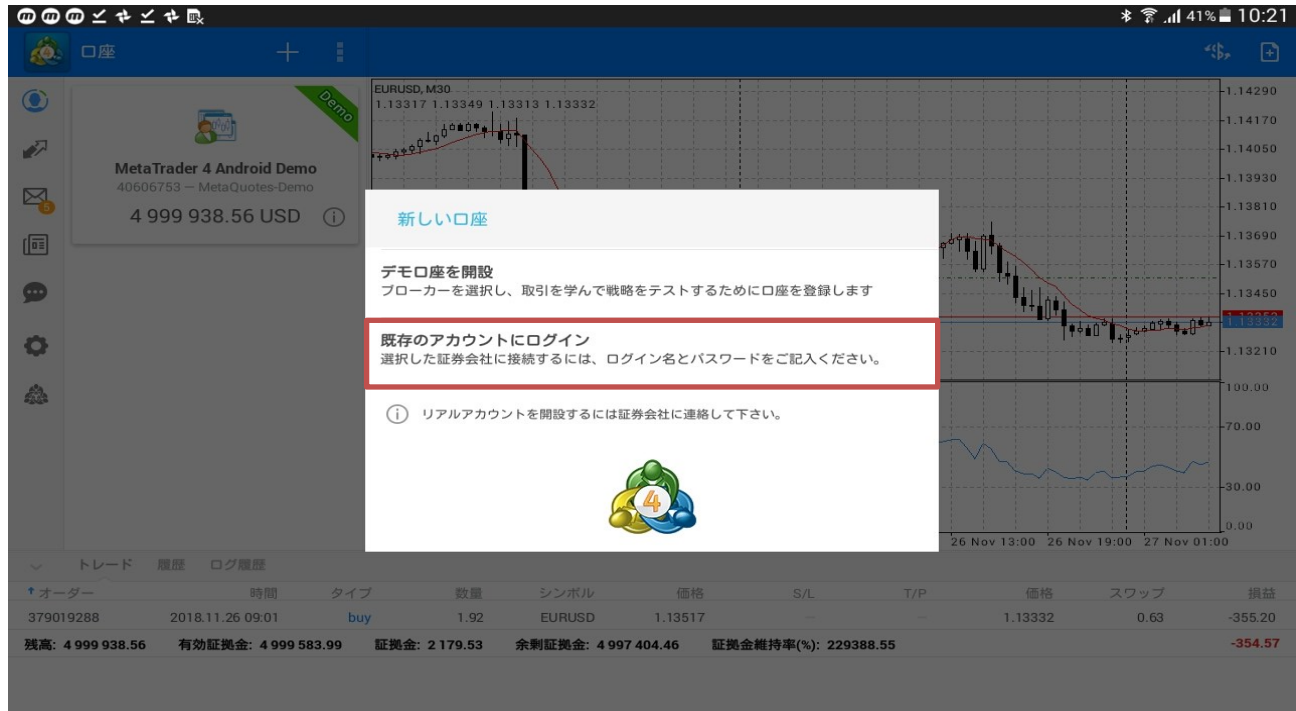 41% 10:21
口座
EURUSD, M30
1.13317 1.13349 1.13313 1.13332
Demo
MetaTrader 4 Android Demo
40606753 – MetaQuotes-Demo
4 999 938.56 USD
5
新しい口座
デモ口座を開設
ブローカーを選択し、取引を学んで戦略をテストするために口座を登録します
既存のアカウントにログイン
選択した証券会社に接続するには、ログイン名とパスワードをご記入ください。
リアルアカウントを開設するには証券会社に連絡して下さい。
4
1.14290
1.14170
1.14050
1.13930
1.13810
1.13690
1.13570
1.13450
1.13332
1.13210
100.00
70.00
30.00
0.00
26 Nov 13:00 26 Nov 19:00 27 Nov 01:00
トレード 履歴 ログ履歴
オーダー 時間 タイプ 数量 シンボル 価格 S/L T/P 価格 スワップ 損益
379019288 2018.11.26 09:01 buy 1.92 EURUSD 1.13517 – – 1.13332 0.63 -355.20
残高: 4 999 938.56 有効証拠金: 4 999 583.99 証拠金: 2 179.53 余剰証拠金: 4 997 404.46 証拠金維持率(%): 229388.55 -354.57